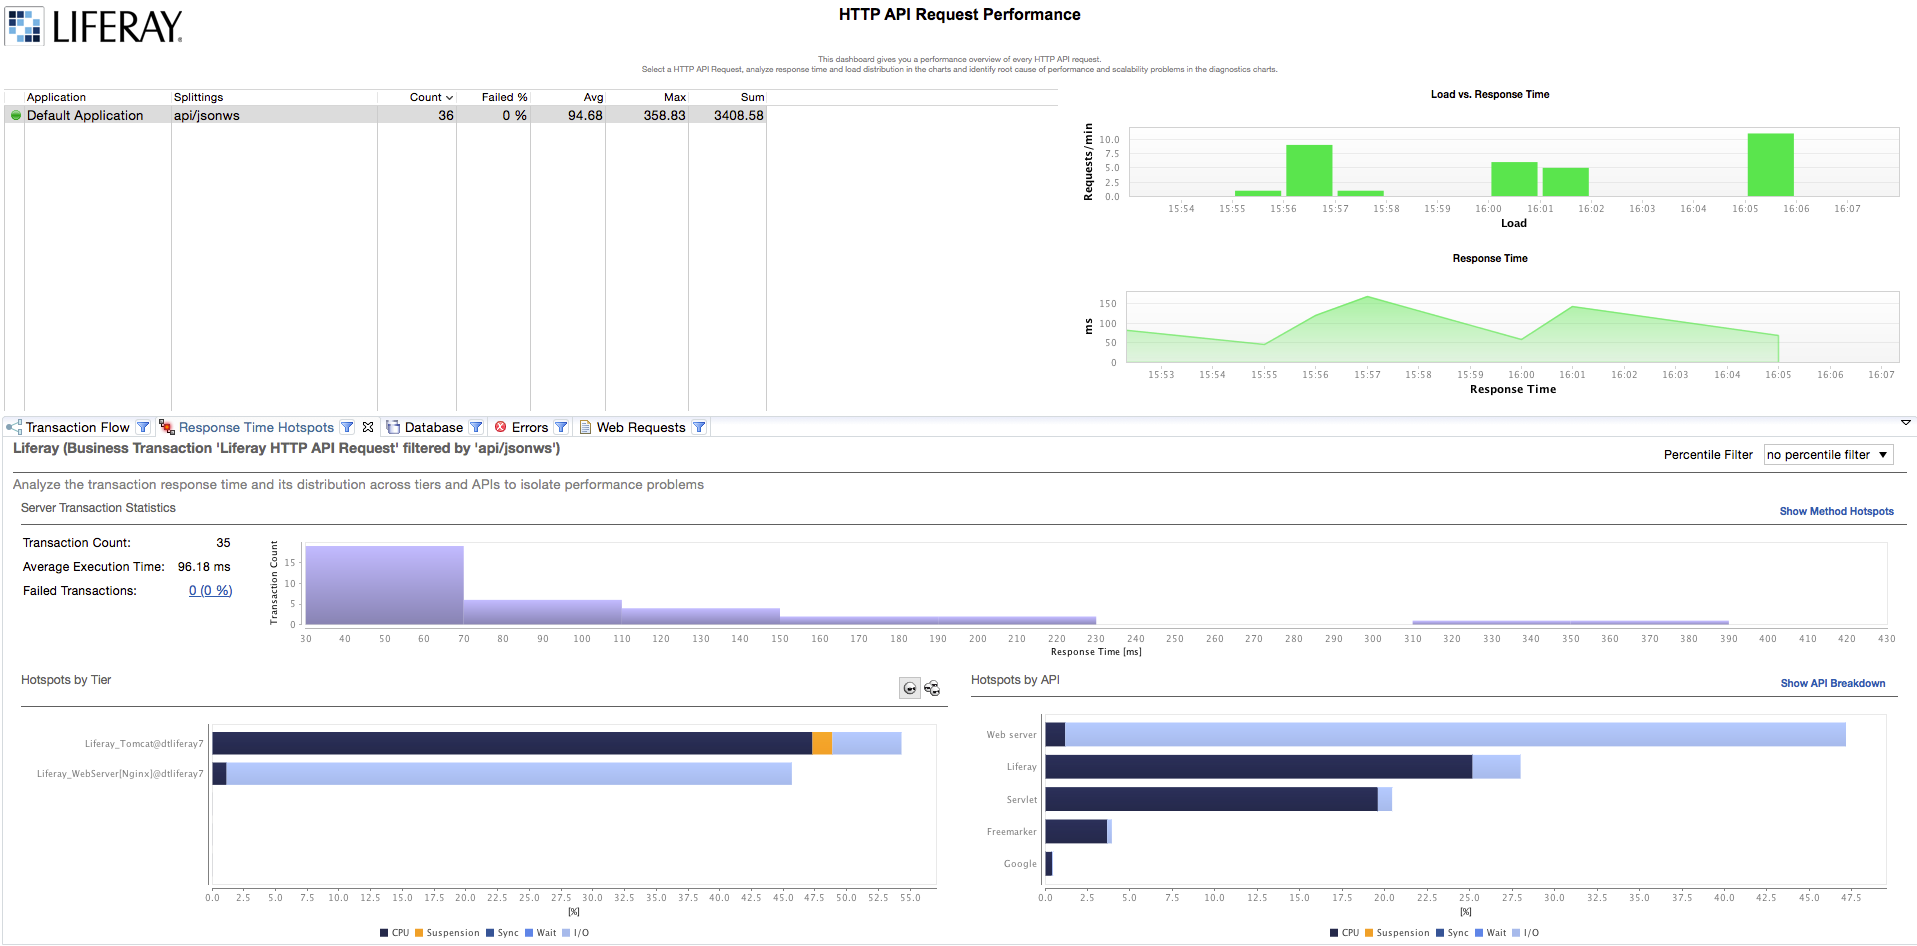 LIFERAY.
HTTP API Request Performance
This dashboard gives you a performance overview of every HTTP API request.
Select a HTTP API Request, analyze response time and load distribution in the charts and identify root cause of performance and scalability problems in the diagnostics charts.
Application Splittings Count Failed % Avg Max Sum
Default Application api/jsonws 36 0 % 94.68 358.83 3408.58
Load vs. Response Time
Requests/min
10.0
7.5
5.0
2.5
0.0
15:54 15:55 15:56 15:57 15:58 15:59 16:00 16:01 16:02 16:03 16:04 16:05 16:06 16:07
Load
Response Time
ms
150
100
50
0
15:53 15:54 15:55 15:56 15:57 15:58 15:59 16:00 16:01 16:02 16:03 16:04 16:05 16:06 16:07
Response Time
Transaction Flow Response Time Hotspots Database Errors Web Requests
Liferay (Business Transaction 'Liferay HTTP API Request' filtered by 'api/jsonws')
Percentile Filter no percentile filter
Analyze the transaction response time and its distribution across tiers and APIs to isolate performance problems
Server Transaction Statistics
Show Method Hotspots
Transaction Count: 35
Average Execution Time: 96.18 ms
Failed Transactions: 0 (0 %)
Transaction Count
15
10
5
0
30 40 50 60 70 80 90 100 110 120 130 140 150 160 170 180 190 200 210 220 230 240 250 260 270 280 290 300 310 320 330 340 350 360 370 380 390 400 410 420 430
Response Time [ms]
Hotspots by Tier
Liferay_Tomcat@dtliferay7
Liferay_WebServer[Nginx]@dtliferay7
0.0 2.5 5.0 7.5 10.0 12.5 15.0 17.5 20.0 22.5 25.0 27.5 30.0 32.5 35.0 37.5 40.0 42.5 45.0 47.5 50.0 52.5 55.0
[%]
CPU Suspension Sync Wait I/O
Hotspots by API
Show API Breakdown
Web server
Liferay
Servlet
Freemarker
Google
0.0 2.5 5.0 7.5 10.0 12.5 15.0 17.5 20.0 22.5 25.0 27.5 30.0 32.5 35.0 37.5 40.0 42.5 45.0 47.5
[%]
CPU Suspension Sync Wait I/O